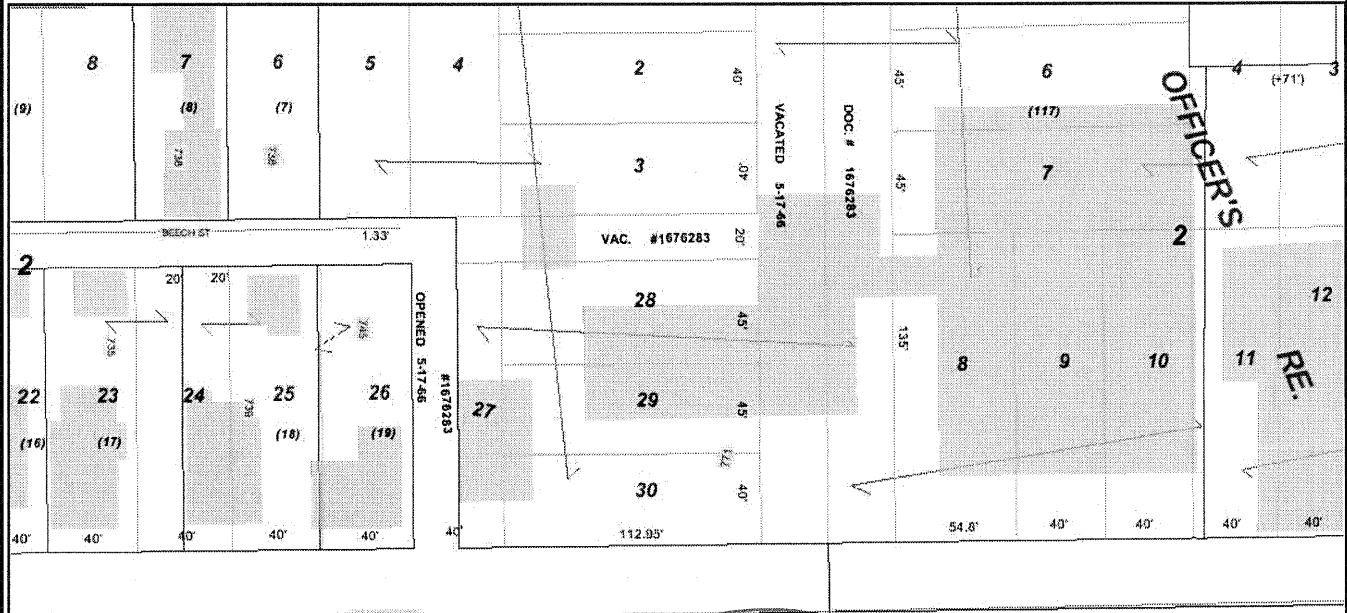 8 7 6 5 4 2 40' 45' 6 4 (+71') 3
(9) (8) (7) (117)
738 738
3 40' 45' 7
VACATED 5-17-66
DOC. # 1676283
OFFICER'S
BEECH ST 1.33' VAC. #1676283 20' 2
2
20' 20' 28 45' 12
OPENED 5-17-66
#1676283
735 745 135' 8 9 10 11
RE.
22 23 24 25 26 27 29 45'
736
(16) (17) (18) (19)
30 40'
40' 40' 40' 40' 40' 40' 112.95' 54.8' 40' 40' 40' 40'